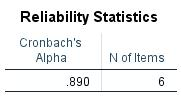 Reliability Statistics
Cronbach's
Alpha N of Items
.890 6